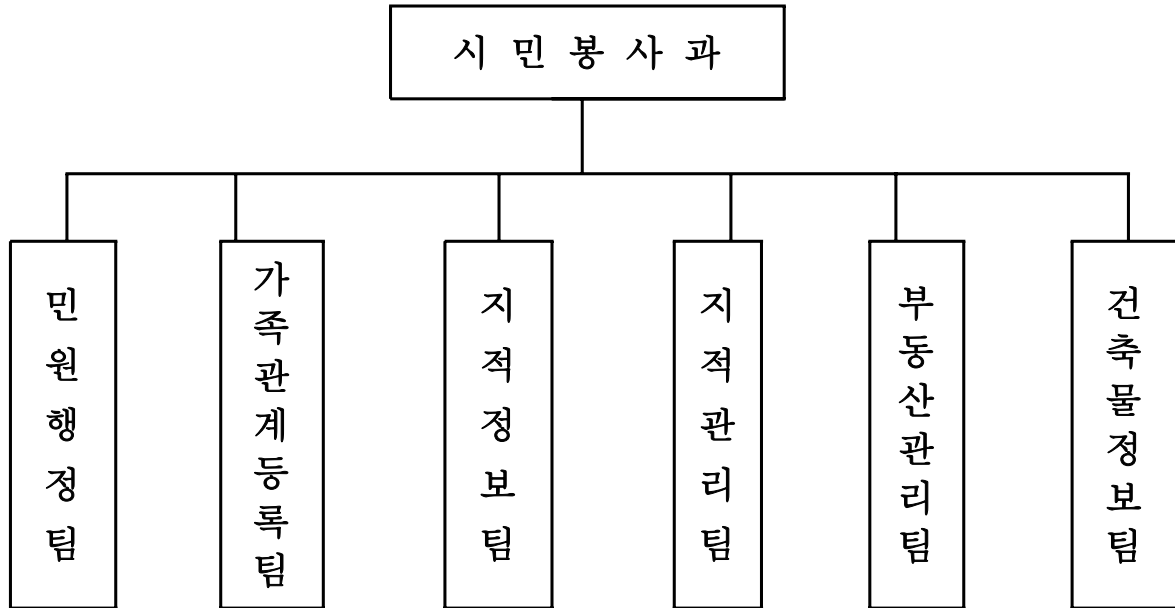 시민봉사과
민원행정팀
가족관계등록팀
지적정보팀
지적관리팀
부동산관리팀
건축물정보팀